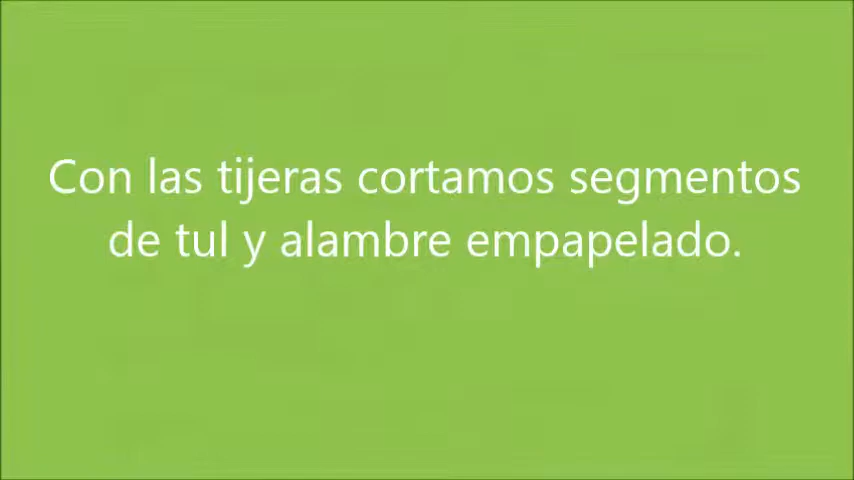 Con las tijeras cortamos segmentos
de tul y alambre empapelado.